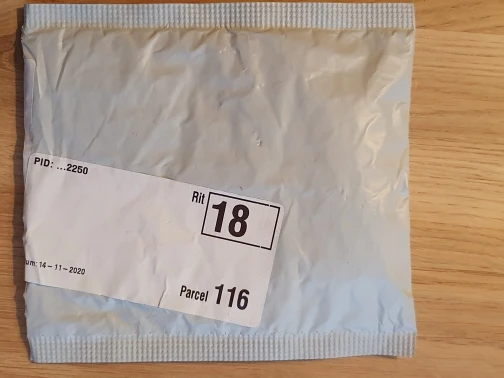 PID: ...2250
Rit 18
um: 14-11-2020
Parcel 116